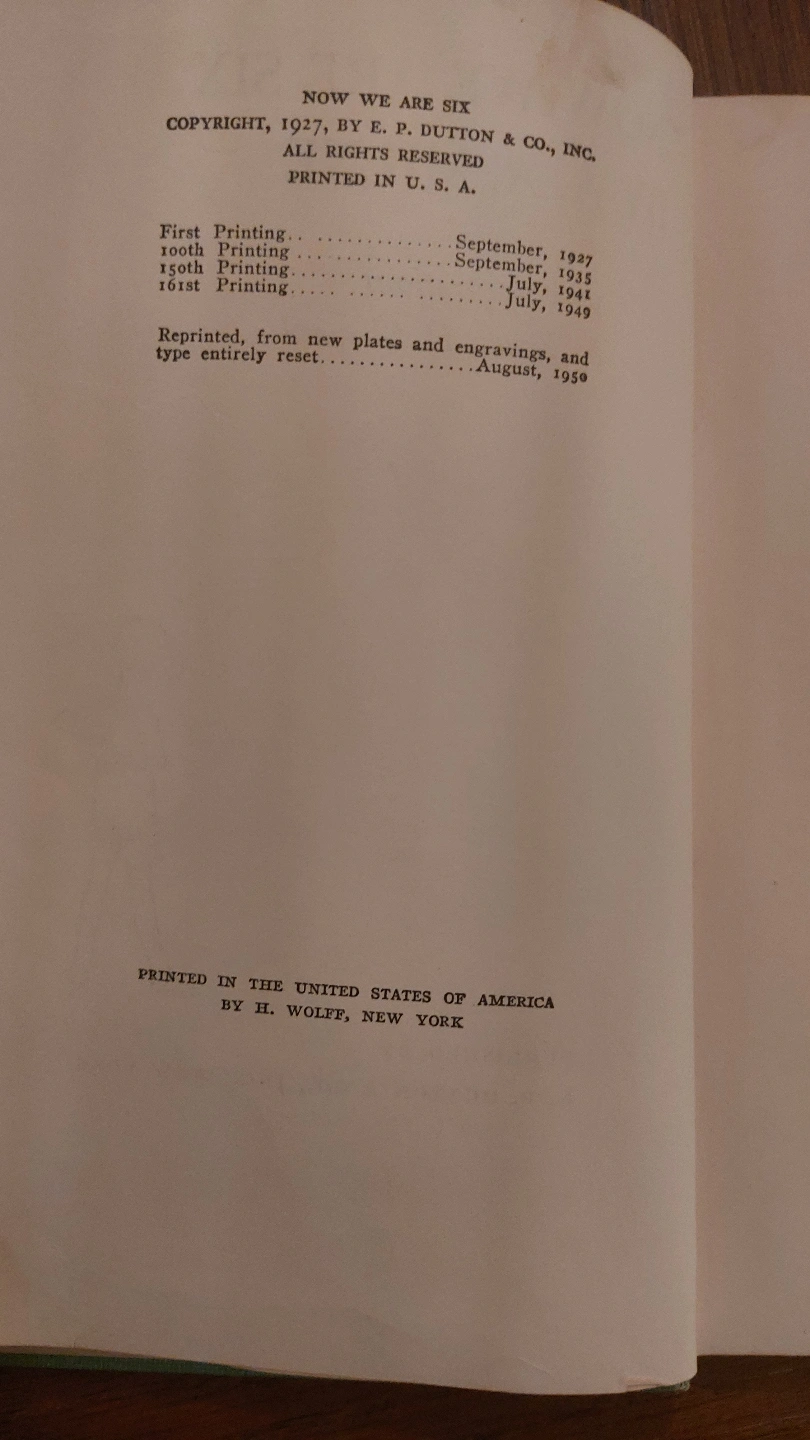 NOW WE ARE SIX
COPYRIGHT, 1927, BY E. P. DUTTON & CO., INC.
ALL RIGHTS RESERVED
PRINTED IN U. S. A.
First Printing.. ..............September, 1927
100th Printing ... ............September, 1935
150th Printing......................July, 1941
161st Printing..... ...... .........July, 1949
Reprinted, from new plates and engravings, and
type entirely reset................August, 1950
PRINTED IN THE UNITED STATES OF AMERICA
BY H. WOLFF, NEW YORK